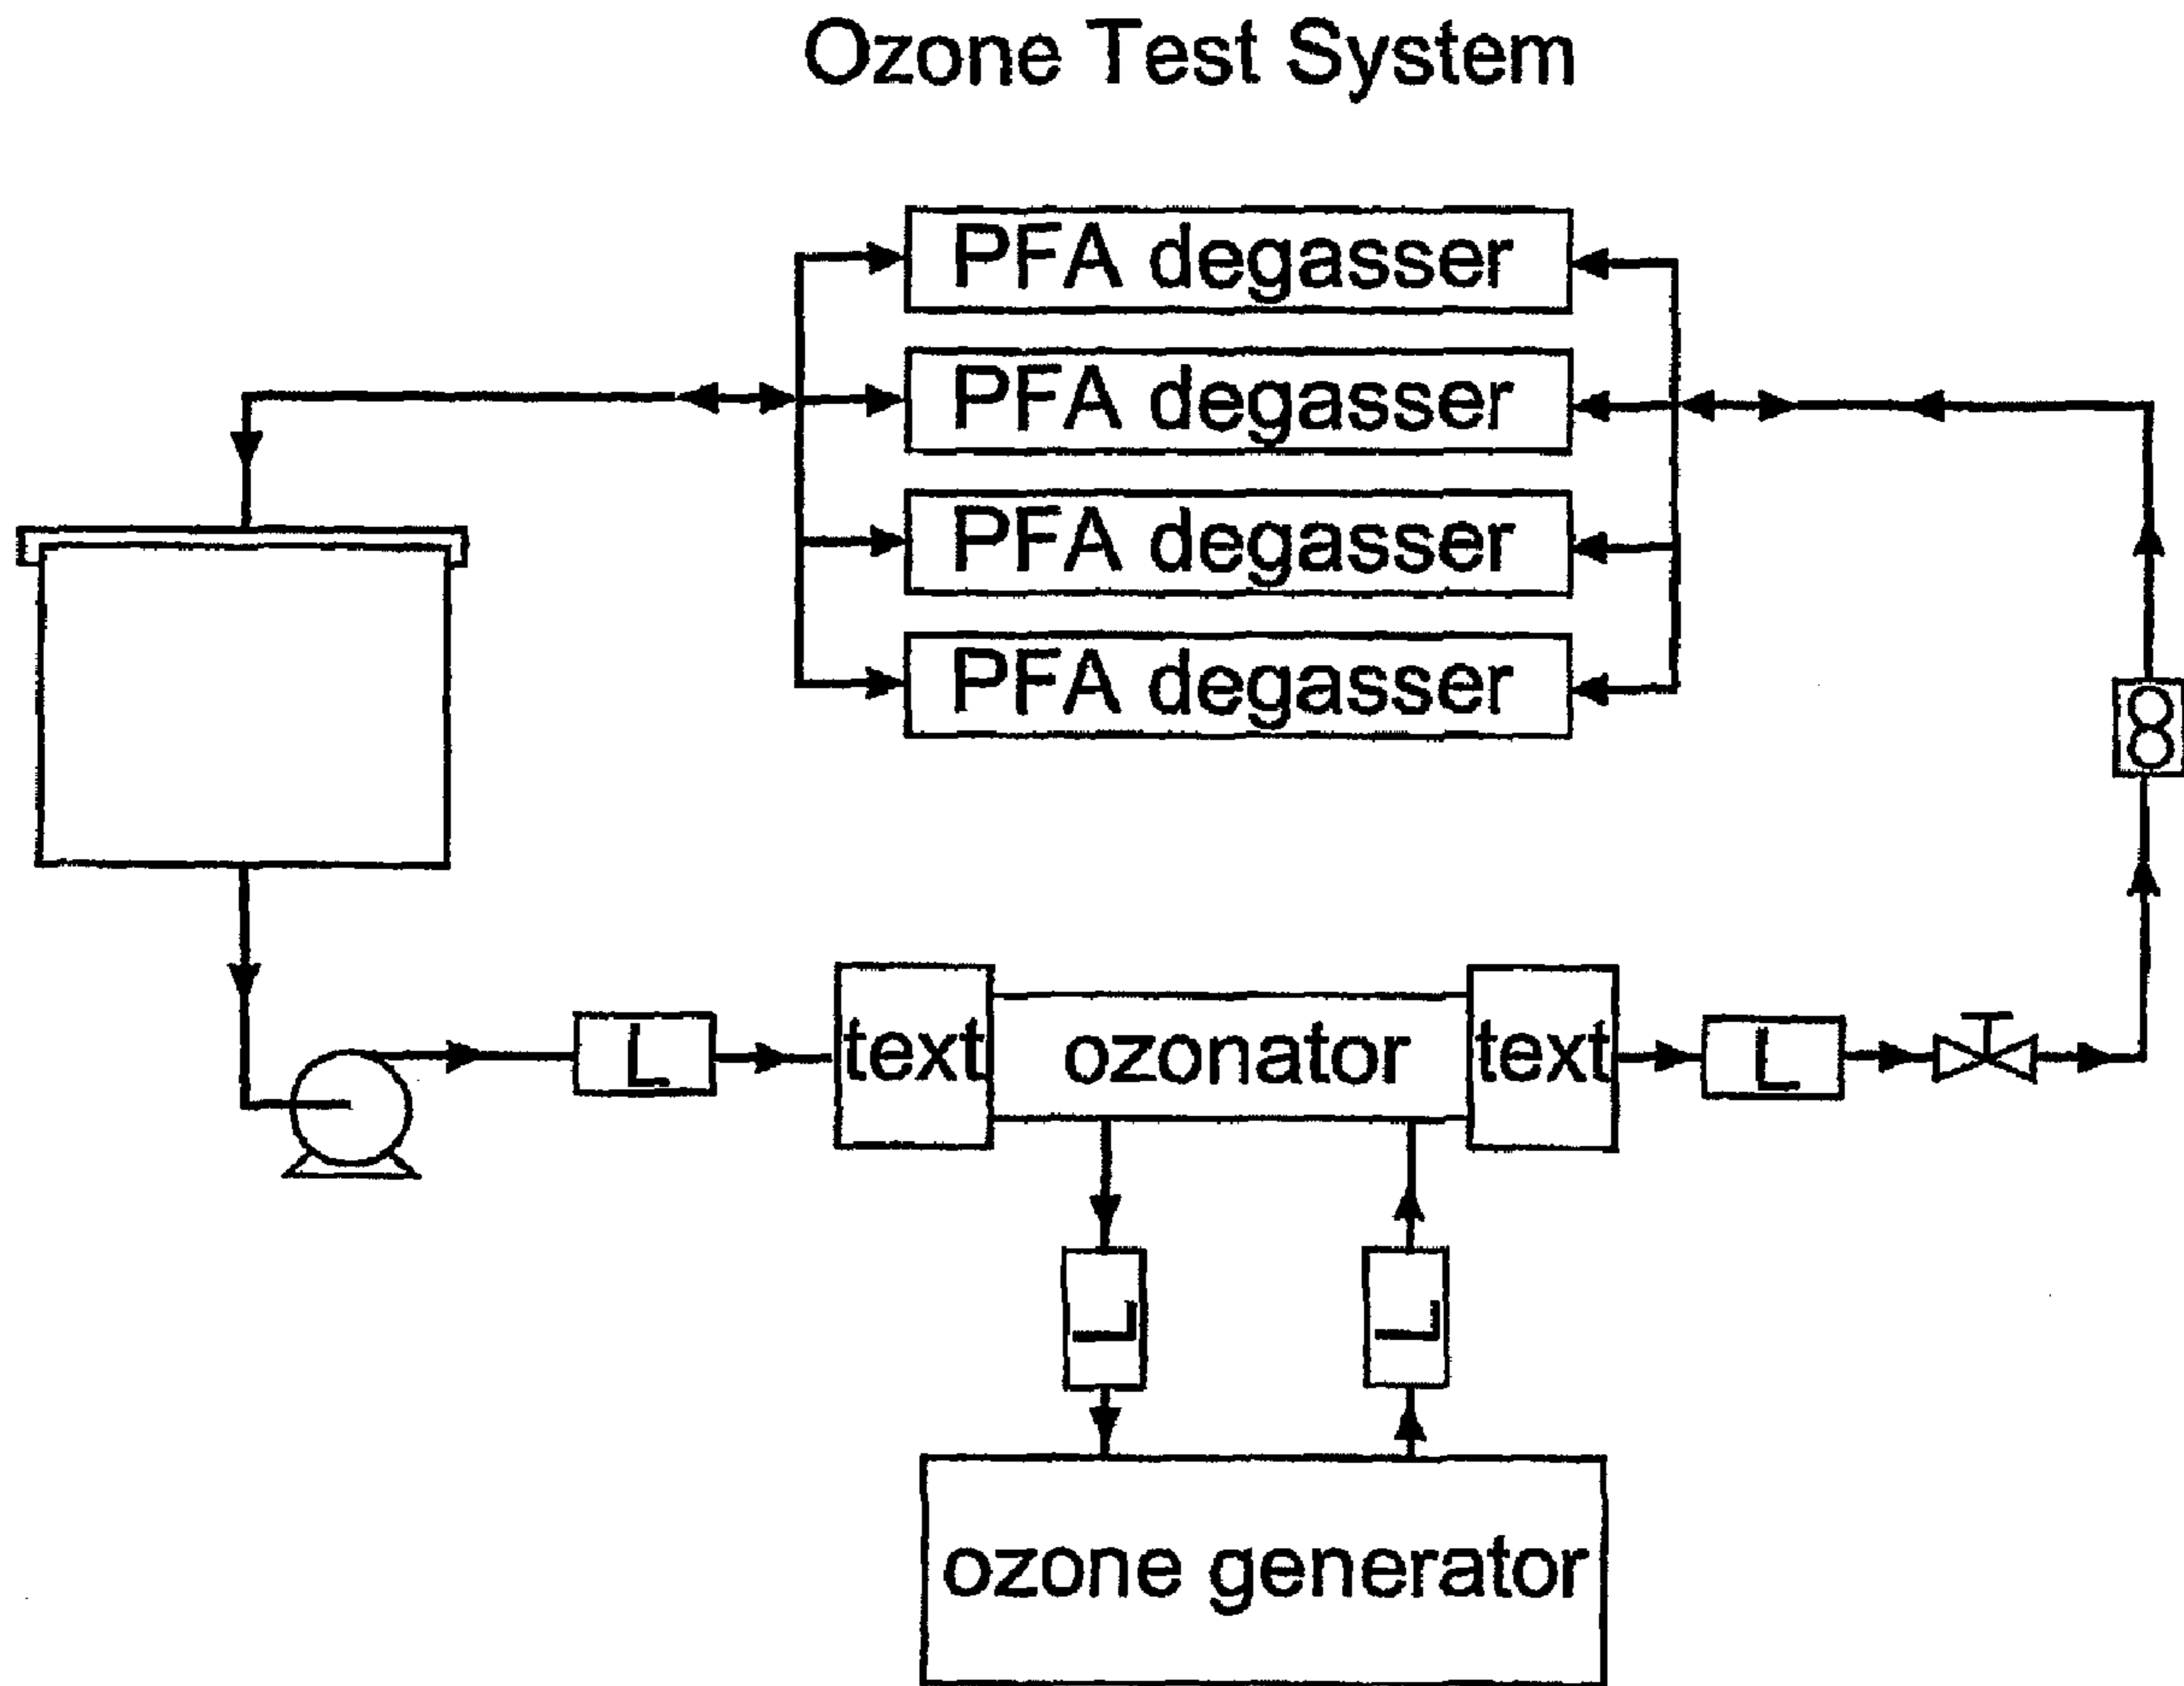 Ozone Test System
PFA degasser
PFA degasser
PFA degasser
PFA degasser
L
text
ozonator
text
L
L
L
ozone generator